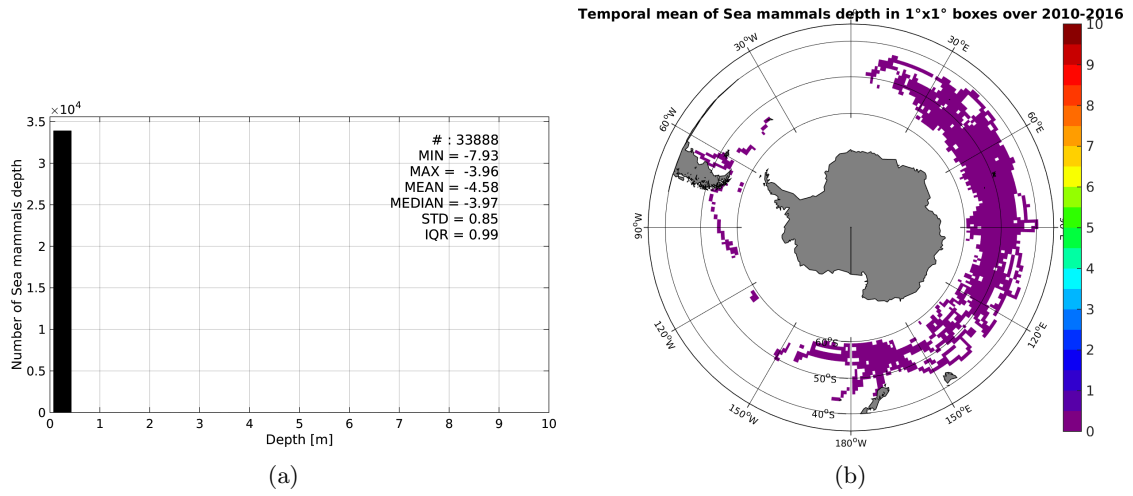 ×10⁴
3.5
3
2.5
2
1.5
1
0.5
0
Number of Sea mammals depth
# : 33888
MIN = -7.93
MAX = -3.96
MEAN = -4.58
MEDIAN = -3.97
STD = 0.85
IQR = 0.99
0 1 2 3 4 5 6 7 8 9 10
Depth [m]
(a)
Temporal mean of Sea mammals depth in 1°x1° boxes over 2010-2016
30°W
30°E
60°W
60°E
90°W
120°W
120°E
150°W
150°E
180°W
60°S
50°S
40°S
10
9
8
7
6
5
4
3
2
1
0
(b)